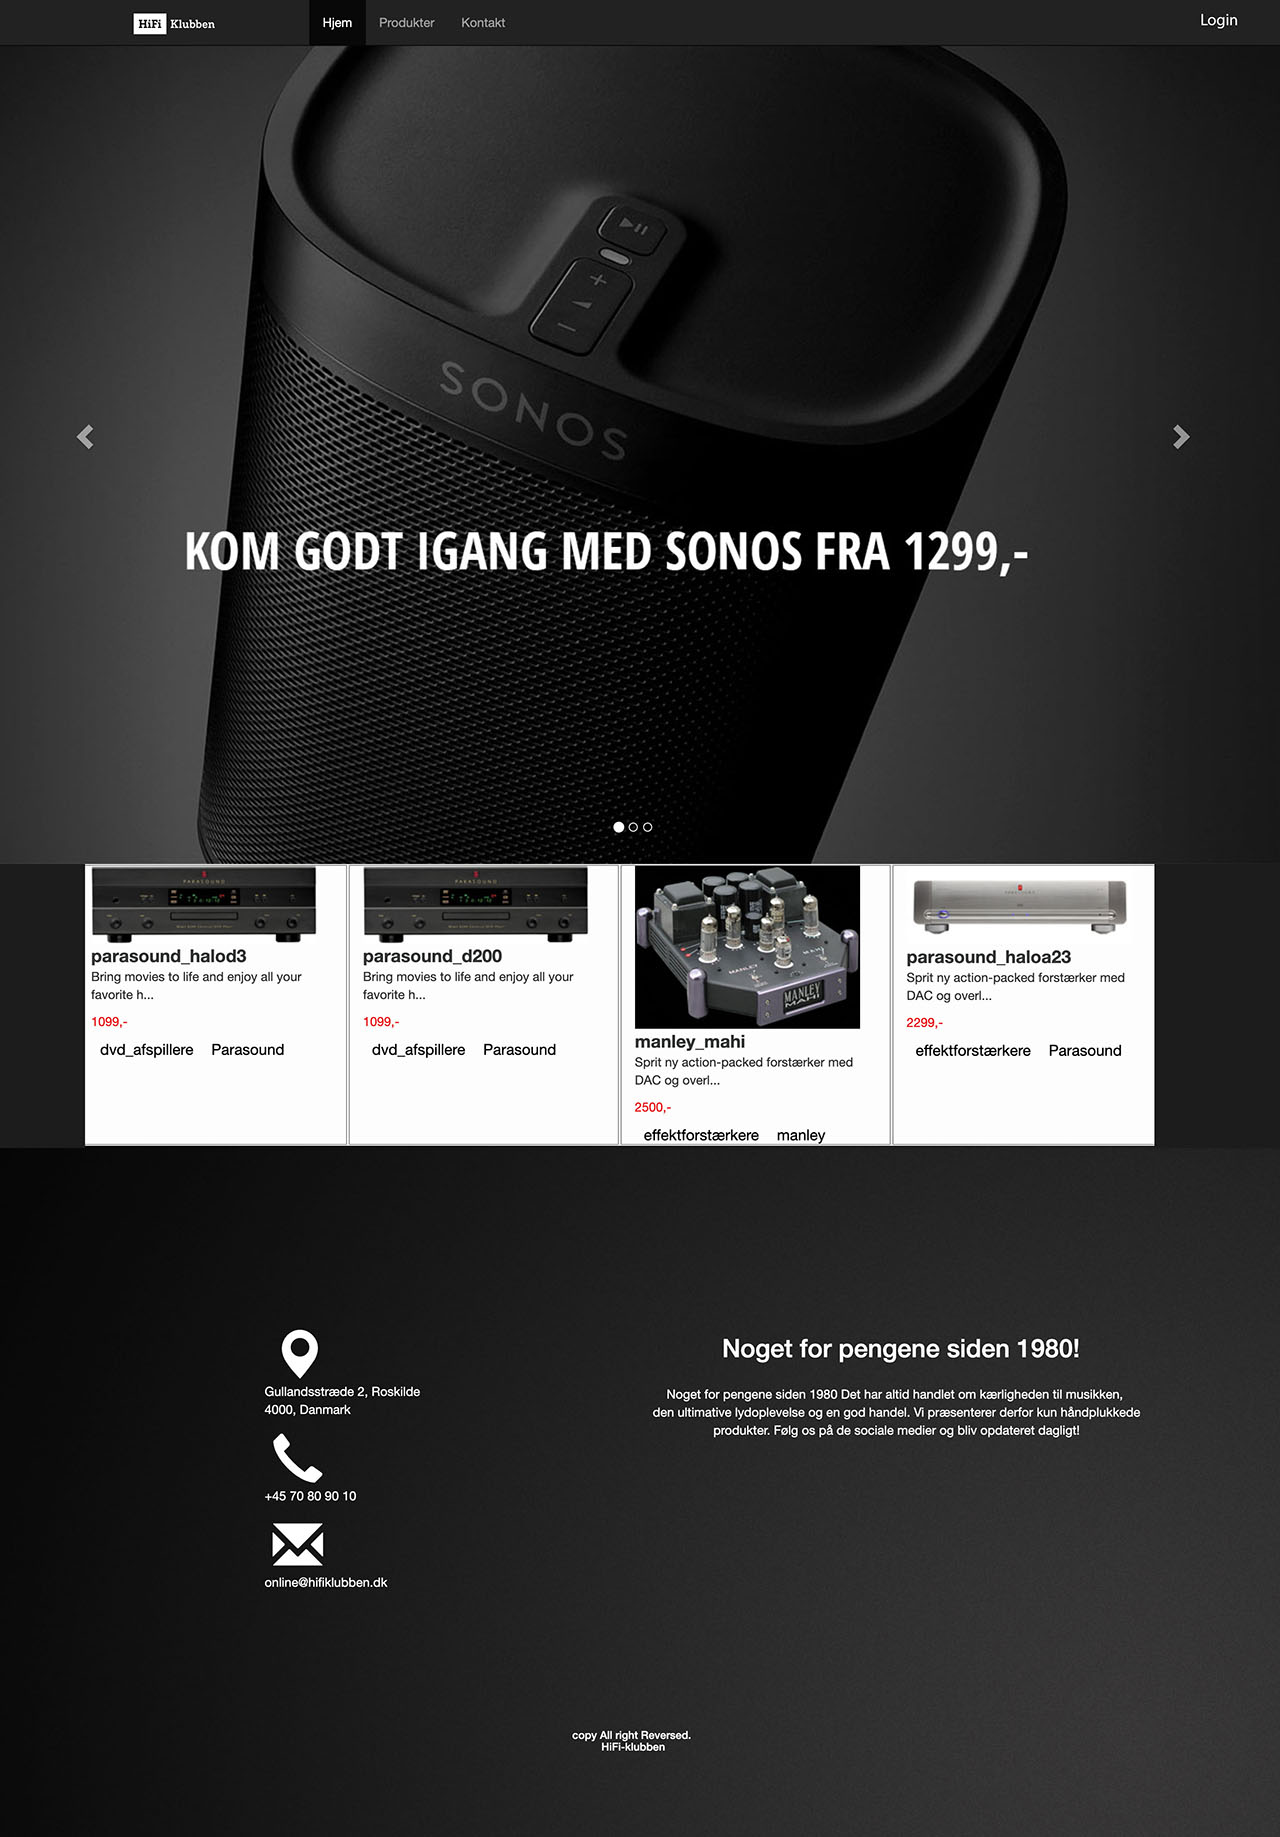 HiFi Klubben
Hjem Produkter Kontakt Login
SONOS
KOM GODT IGANG MED SONOS FRA 1299,-
PARASOUND
parasound_halod3
Bring movies to life and enjoy all your
favorite h...
1099,-
dvd_afspillere Parasound
PARASOUND
parasound_d200
Bring movies to life and enjoy all your
favorite h...
1099,-
dvd_afspillere Parasound
MANLEY
MAHI
MANLEY
MAHI
manley_mahi
Sprit ny action-packed forstærker med
DAC og overl...
2500,-
effektforstærkere manley
parasound_haloa23
Sprit ny action-packed forstærker med
DAC og overl...
2299,-
effektforstærkere Parasound
Gullandsstræde 2, Roskilde
4000, Danmark
+45 70 80 90 10
online@hifiklubben.dk
Noget for pengene siden 1980!
Noget for pengene siden 1980 Det har altid handlet om kærligheden til musikken,
den ultimative lydoplevelse og en god handel. Vi præsenterer derfor kun håndplukkede
produkter. Følg os på de sociale medier og bliv opdateret dagligt!
copy All right Reversed.
HiFi-klubben